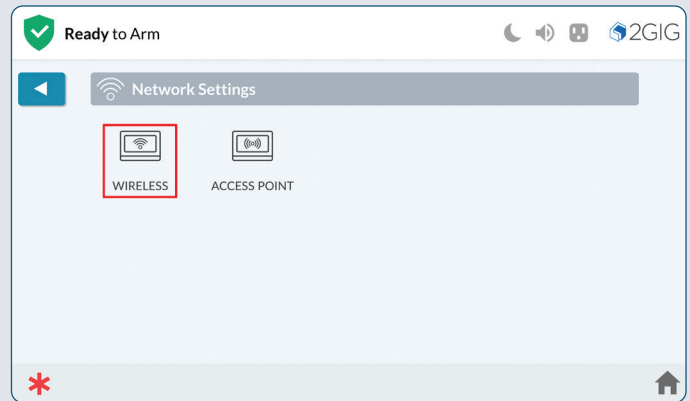 Ready to Arm
2GIG
Network Settings
WIRELESS
ACCESS POINT